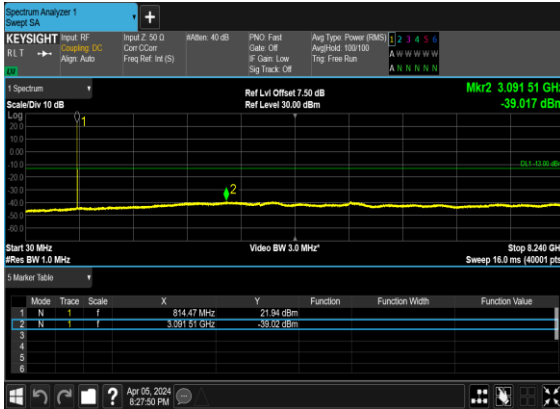 Spectrum Analyzer 1
Swept SA
+
KEYSIGHT Input: RF Input Z: 50 Ω #Atten: 40 dB PNO: Fast Avg Type: Power (RMS) 1 2 3 4 5 6
RLT Coupling: DC Corr CCorr Gate: Off Avg|Hold: 100/100 A W W W W W
Align: Auto Freq Ref: Int (S) IF Gain: Low Trig: Free Run A N N N N N
Sig Track: Off
1 Spectrum Ref Lvl Offset 7.50 dB Mkr2 3.091 51 GHz
Scale/Div 10 dB Ref Level 30.00 dBm -39.017 dBm
Log
20.0
10.0
0.00
-10.0
DL1 -13.00 dBm
-20.0
-30.0
-40.0
-50.0
-60.0
1
2
Start 30 MHz Video BW 3.0 MHz* Stop 8.240 GHz
#Res BW 1.0 MHz Sweep 16.0 ms (40001 pts)
5 Marker Table
Mode Trace Scale X Y Function Function Width Function Value
1 N 1 f 814.47 MHz 21.94 dBm
2 N 1 f 3.091 51 GHz -39.02 dBm
3
4
5
6
? Apr 05, 2024
8:27:50 PM